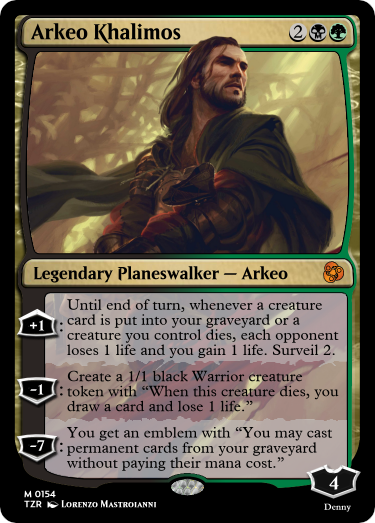 Arkeo Khalimos 2
Legendary Planeswalker — Arkeo
Until end of turn, whenever a creature
card is put into your graveyard or a
creature you control dies, each opponent
loses 1 life and you gain 1 life. Surveil 2.
+1:
Create a 1/1 black Warrior creature
token with “When this creature dies, you
draw a card and lose 1 life.”
−1:
You get an emblem with “You may cast
permanent cards from your graveyard
without paying their mana cost.”
−7:
4
M 0154
TZR Lorenzo Mastroianni
Denny